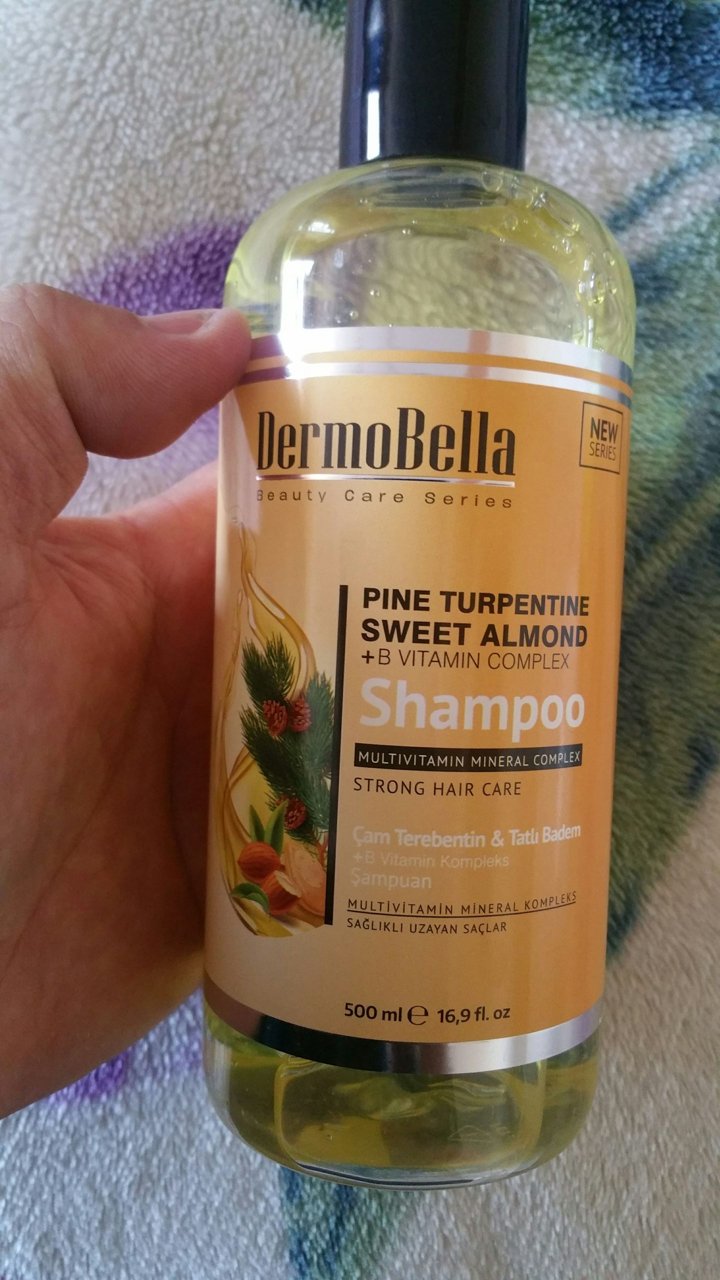 DermoBella
Beauty Care Series
NEW
SERIES
PINE TURPENTINE
SWEET ALMOND
+B VITAMIN COMPLEX
Shampoo
MULTIVITAMIN MINERAL COMPLEX
STRONG HAIR CARE
Çam Terebentin & Tatlı Badem
+B Vitamin Kompleks
Şampuan
MULTİVİTAMİN MİNERAL KOMPLEKS
SAĞLIKLI UZAYAN SAÇLAR
500 ml ℮ 16,9 fl. oz